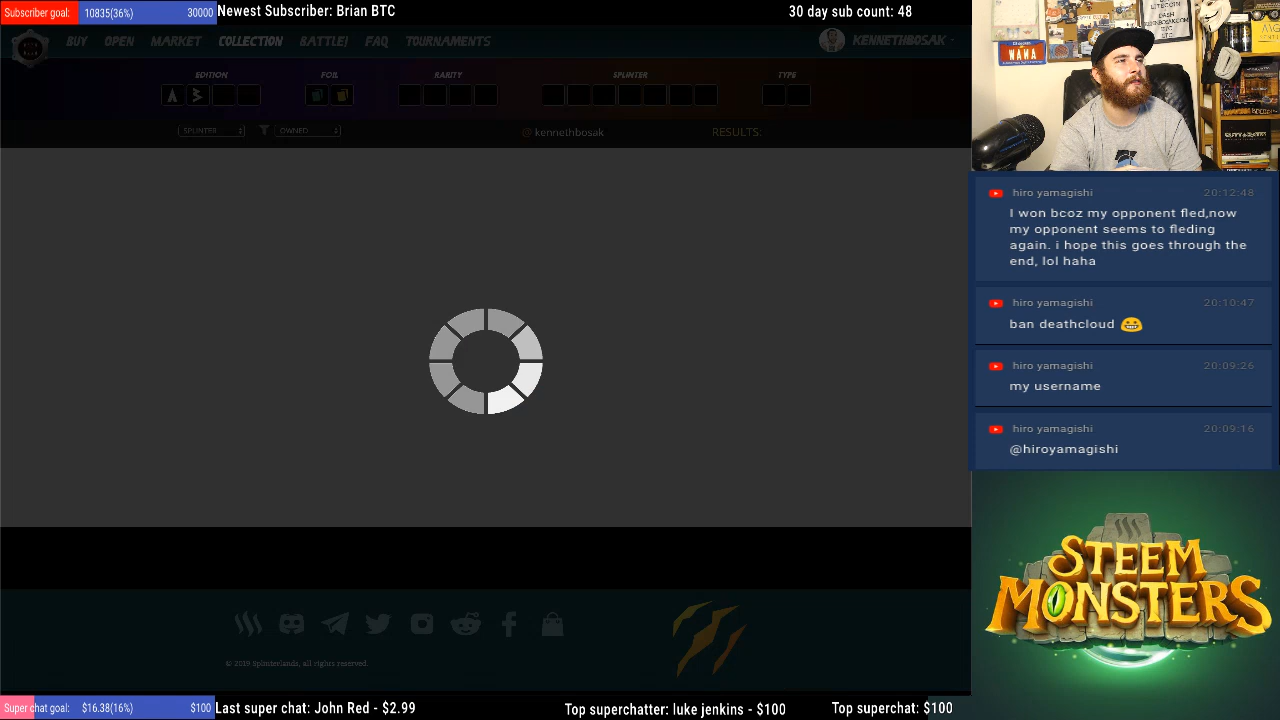 Subscriber goal: 10835(36%) 30000
Newest Subscriber: Brian BTC
30 day sub count: 48
BUY OPEN MARKET COLLECTION BATTLE! FAQ TOURNAMENTS
KENNETHBOSAK
EDITION FOIL RARITY SPLINTER TYPE
SPLINTER OWNED @ kennethbosak RESULTS:
LITECOIN
DASH
NAKA
hiro yamagishi 20:12:48
I won bcoz my opponent fled,now
my opponent seems to fleding
again. i hope this goes through the
end, lol haha
hiro yamagishi 20:10:47
ban deathcloud 😬
hiro yamagishi 20:09:26
my username
hiro yamagishi 20:09:16
@hiroyamagishi
STEEM
MONSTERS
© 2019 Splinterlands, all rights reserved.
Super chat goal: $16.38(16%) $100
Last super chat: John Red - $2.99
Top superchatter: luke jenkins - $100
Top superchat: $100